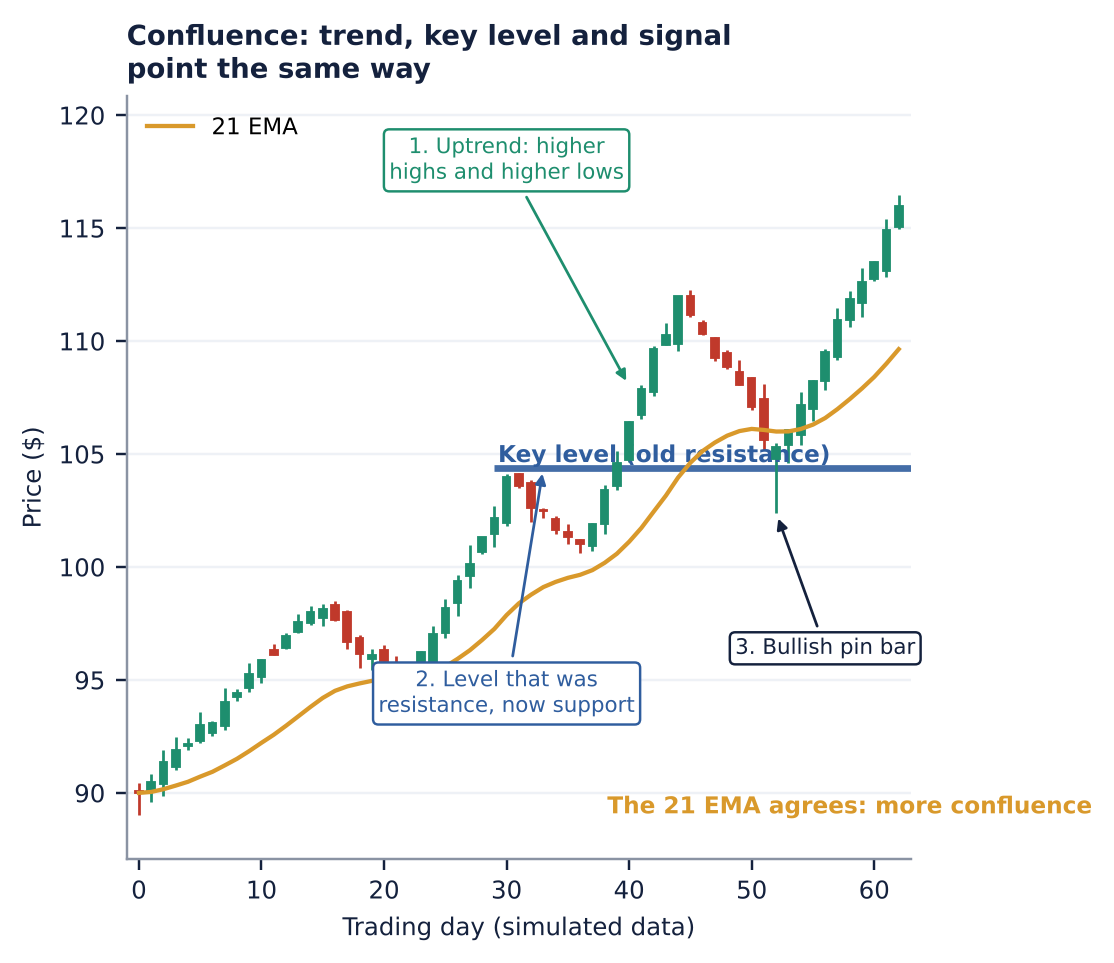 Confluence: trend, key level and signal
point the same way
21 EMA
1. Uptrend: higher
highs and higher lows
Key level (old resistance)
3. Bullish pin bar
2. Level that was
resistance, now support
The 21 EMA agrees: more confluence
Price ($)
120
115
110
105
100
95
90
0 10 20 30 40 50 60
Trading day (simulated data)